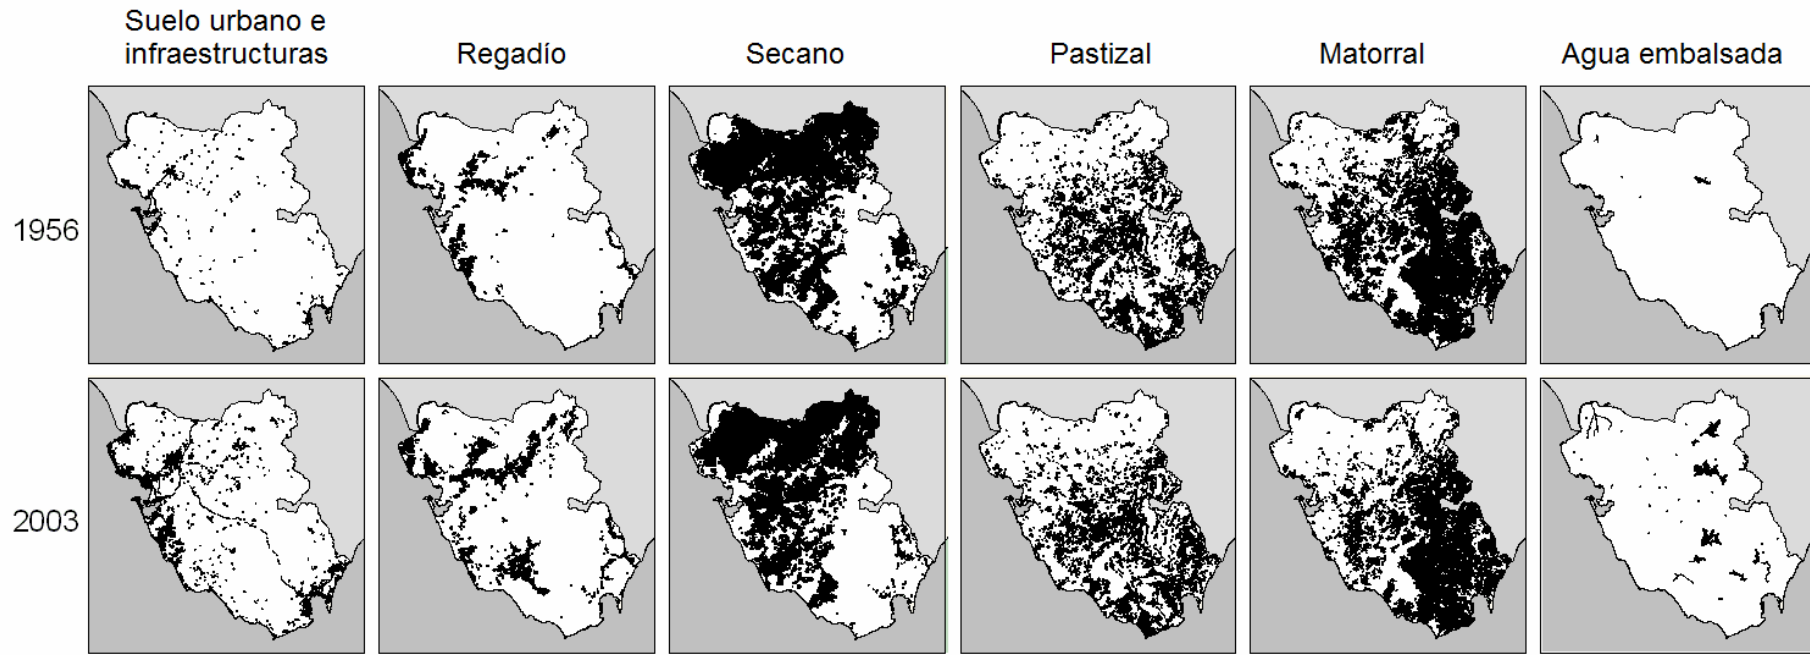 Suelo urbano e
infraestructuras
Regadío
Secano
Pastizal
Matorral
Agua embalsada
1956
2003